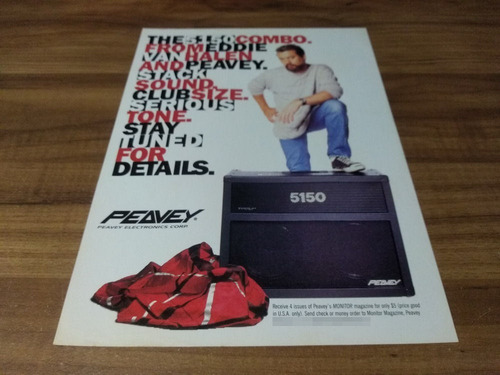 THE 5150 COMBO.
FROM EDDIE
VAN HALEN
AND PEAVEY.
STACK
SOUND.
CLUB SIZE.
SERIOUS
TONE.
STAY
TUNED
FOR
DETAILS.
5150
PEAVEY
PEAVEY®
PEAVEY ELECTRONICS CORP.
PEAVEY
Receive 4 issues of Peavey's MONITOR magazine for only $5 (price good
in U.S.A. only). Send check or money order to Monitor Magazine, Peavey